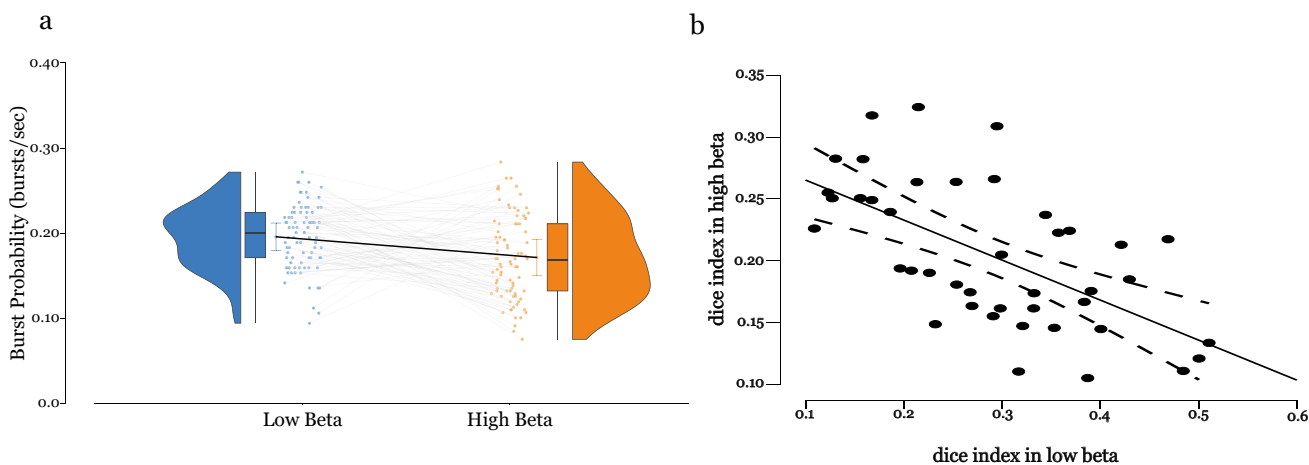 a
Burst Probability (bursts/sec)
0.40
0.30
0.20
0.10
0.0
Low Beta
High Beta
b
dice index in high beta
0.35
0.30
0.25
0.20
0.15
0.10
0.1
0.2
0.3
0.4
0.5
0.6
dice index in low beta